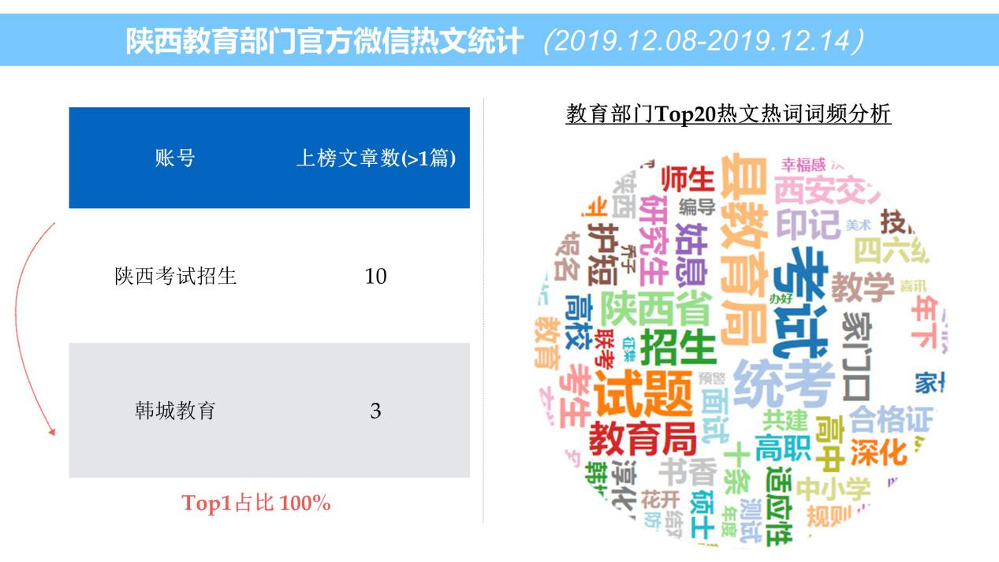 陕西教育部门官方微信热文统计（2019.12.08-2019.12.14）
账号 上榜文章数(>1篇)
陕西考试招生 10
韩城教育 3
Top1占比 100%
教育部门Top20热文热词词频分析
幸福感
师生
县教育局
西安交
陕西
研究生
编导
印记
美术
护短
姑息
乔子
四六级
报名
考试
办好
教学
喜讯
陕西省
高校
年下
教育
联考
征集
招生
家门口
考生
试题
预警
统考
面试
共建
合格证
教育局
高职
高中
深化
书香
十条
淳化
适应性
中小学
花开
硕士
年度
测试
规则